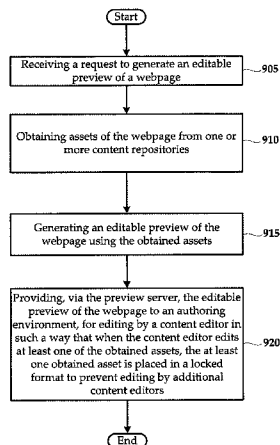 Start
Receiving a request to generate an editable
preview of a webpage
905
Obtaining assets of the webpage from one or
more content repositories
910
Generating an editable preview of the
webpage using the obtained assets
915
Providing, via the preview server, the editable
preview of the webpage to an authoring
environment, for editing by a content editor in
such a way that when the content editor edits
at least one of the obtained assets, the at least
one obtained asset is placed in a locked
format to prevent editing by additional
content editors
920
End